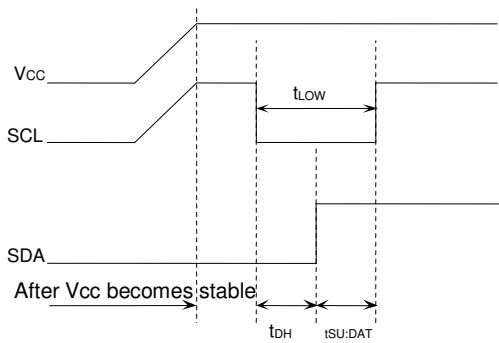 VCC
tLOW
SCL
SDA
After Vcc becomes stable
tDH
tSU:DAT